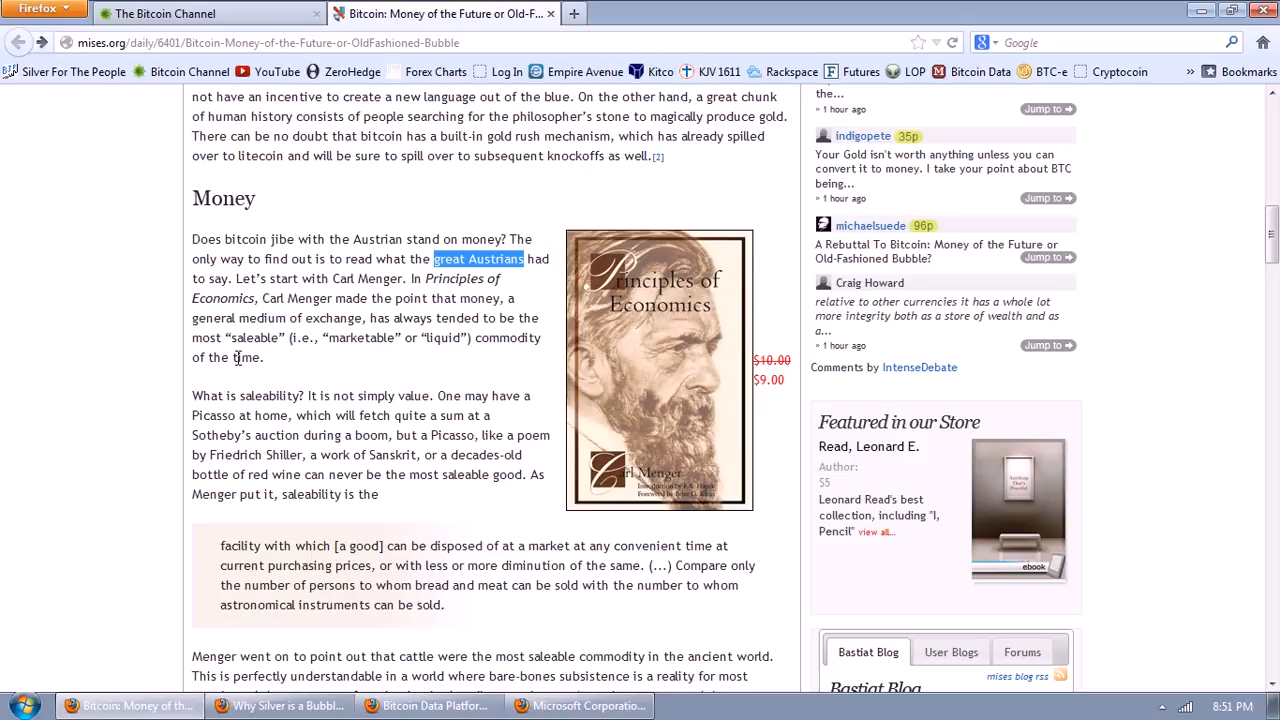 Firefox
The Bitcoin Channel
Bitcoin: Money of the Future or Old-F...
mises.org/daily/6401/Bitcoin-Money-of-the-Future-or-OldFashioned-Bubble
Google
Silver For The People
Bitcoin Channel
YouTube
ZeroHedge
Forex Charts
Log In
Empire Avenue
Kitco
KJV 1611
Rackspace
Futures
LOP
Bitcoin Data
BTC-e
Cryptocoin
»
Bookmarks
not have an incentive to create a new language out of the blue. On the other hand, a great chunk
of human history consists of people searching for the philosopher’s stone to magically produce gold.
There can be no doubt that bitcoin has a built-in gold rush mechanism, which has already spilled
over to litecoin and will be sure to spill over to subsequent knockoffs as well.[2]
Money
Does bitcoin jibe with the Austrian stand on money? The
only way to find out is to read what the great Austrians had
to say. Let’s start with Carl Menger. In Principles of
Economics, Carl Menger made the point that money, a
general medium of exchange, has always tended to be the
most “saleable” (i.e., “marketable” or “liquid”) commodity
of the time.
What is saleability? It is not simply value. One may have a
Picasso at home, which will fetch quite a sum at a
Sotheby’s auction during a boom, but a Picasso, like a poem
by Friedrich Shiller, a work of Sanskrit, or a decades-old
bottle of red wine can never be the most saleable good. As
Menger put it, saleability is the
Principles of
Economics
Carl Menger
Introduction by F. A. Hayek
Foreword by Peter G. Klein
$10.00
$9.00
facility with which [a good] can be disposed of at a market at any convenient time at
current purchasing prices, or with less or more diminution of the same. (...) Compare only
the number of persons to whom bread and meat can be sold with the number to whom
astronomical instruments can be sold.
Menger went on to point out that cattle were the most saleable commodity in the ancient world.
This is perfectly understandable in a world where bare-bones subsistence is a reality for most
the...
» 1 hour ago
Jump to
indigopete 35p
Your Gold isn't worth anything unless you can
convert it to money. I take your point about BTC
being...
» 1 hour ago
Jump to
michaelsuede 96p
A Rebuttal To Bitcoin: Money of the Future or
Old-Fashioned Bubble?
» 1 hour ago
Jump to
Craig Howard
relative to other currencies it has a whole lot
more integrity both as a store of wealth and as
a...
» 1 hour ago
Jump to
Comments by IntenseDebate
Featured in our Store
Read, Leonard E.
Author:
$5
Leonard Read's best
collection, including "I,
Pencil" view all...
ebook
Bastiat Blog
User Blogs
Forums
mises blog rss
Bastiat Blog
Bitcoin: Money of th...
Why Silver is a Bubbl...
Bitcoin Data Platfor...
Microsoft Corporatio...
8:51 PM